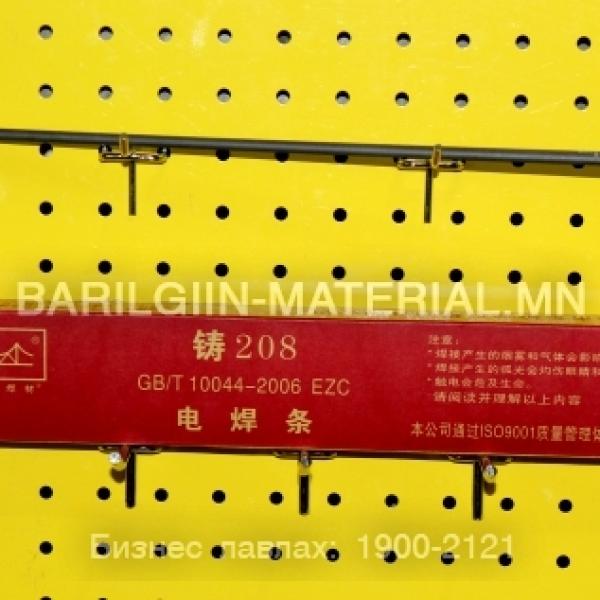 BARILGIIN-MATERIAL.MN
铸208
GB/T 10044-2006 EZC
电焊条
焊材
®
注意:
*焊接产生的烟雾和气体会影
*焊接产生的弧光会灼伤眼睛和
*触电会危及生命。
请阅读并理解以上内容
本公司通过ISO9001质量管理体
Бизнес лавлах: 1900-2121